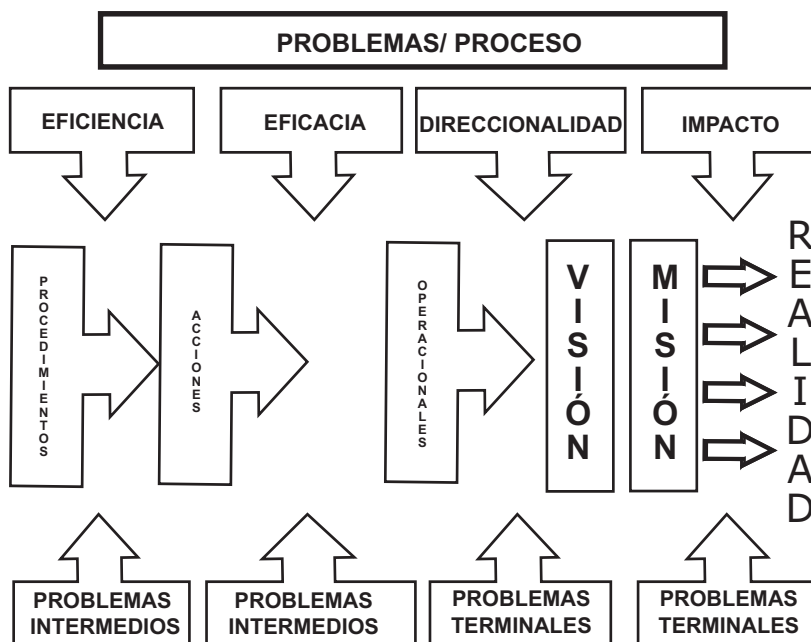 PROBLEMAS/ PROCESO
EFICIENCIA
EFICACIA
DIRECCIONALIDAD
IMPACTO
PROCEDIMIENTOS
ACCIONES
OPERACIONALES
VISIÓN
MISIÓN
REALIDAD
PROBLEMAS
INTERMEDIOS
PROBLEMAS
INTERMEDIOS
PROBLEMAS
TERMINALES
PROBLEMAS
TERMINALES